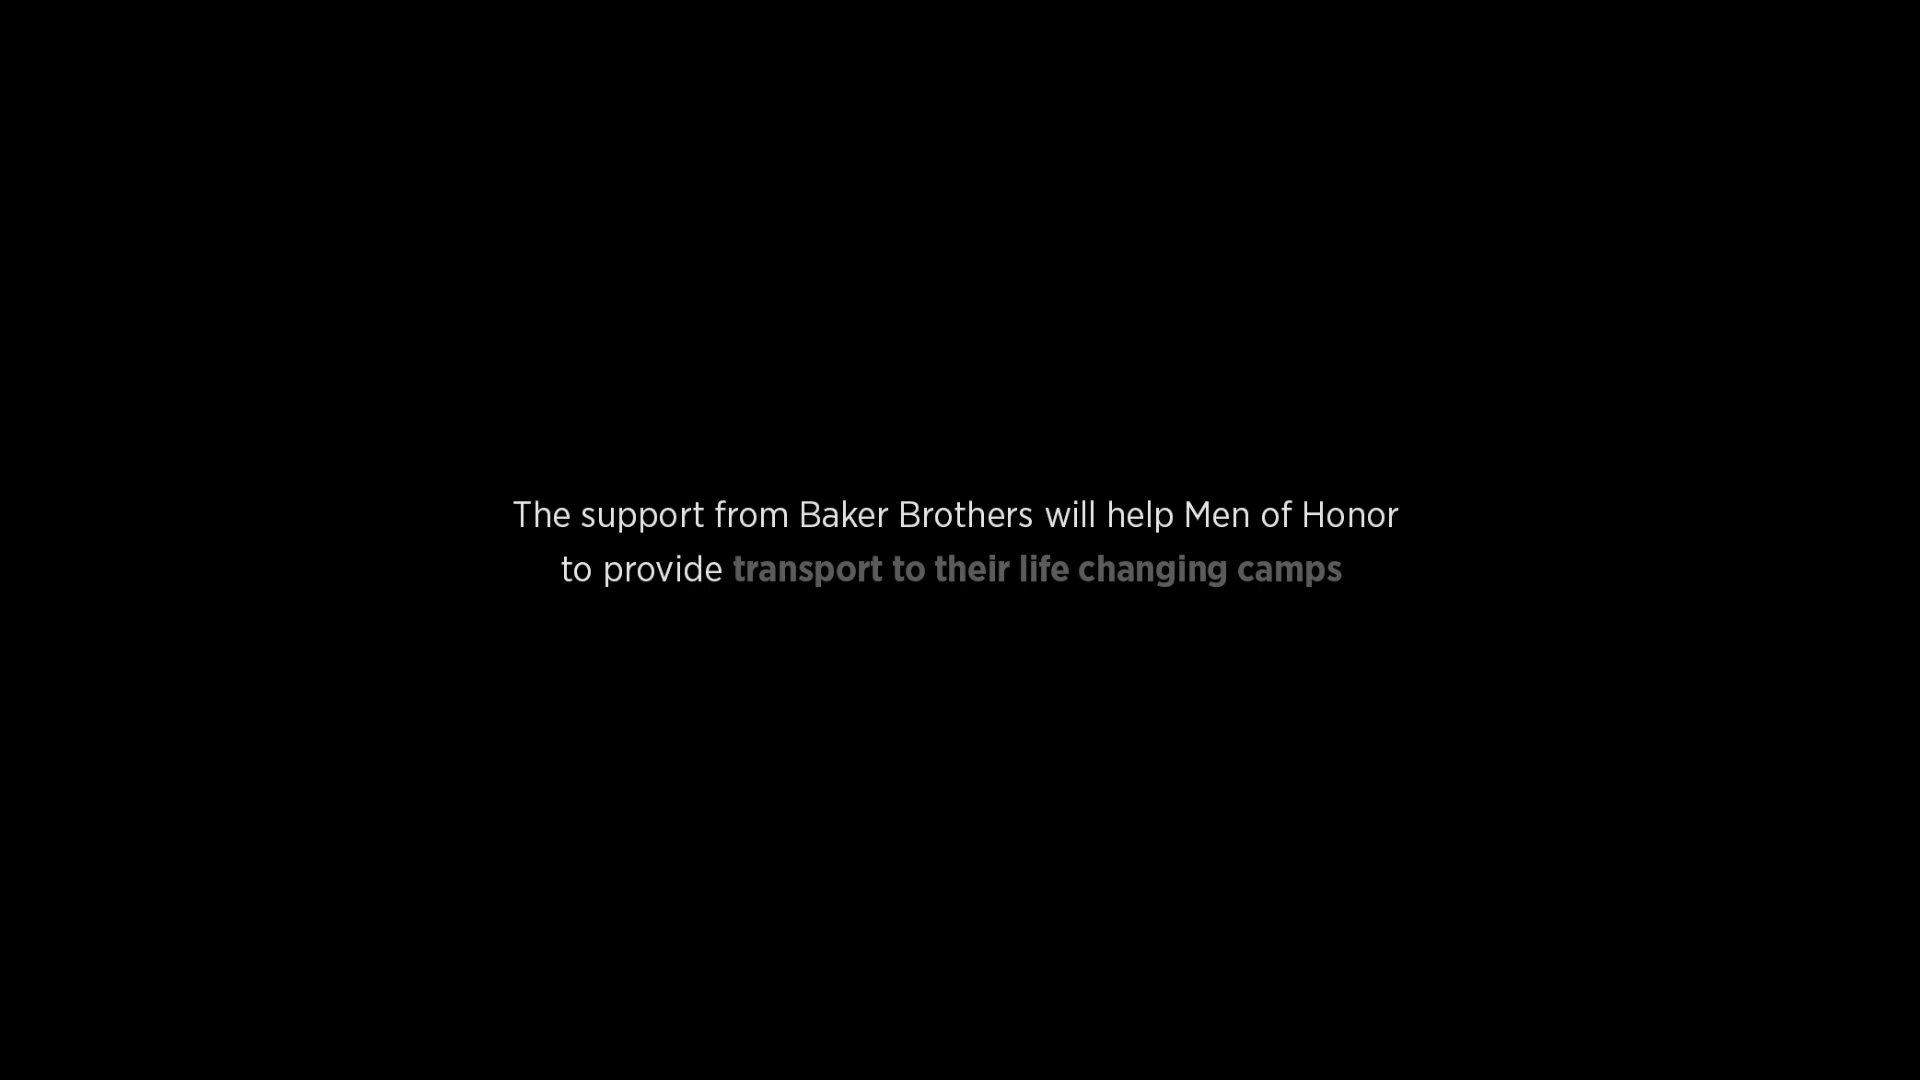 The support from Baker Brothers will help Men of Honor
to provide transport to their life changing camps